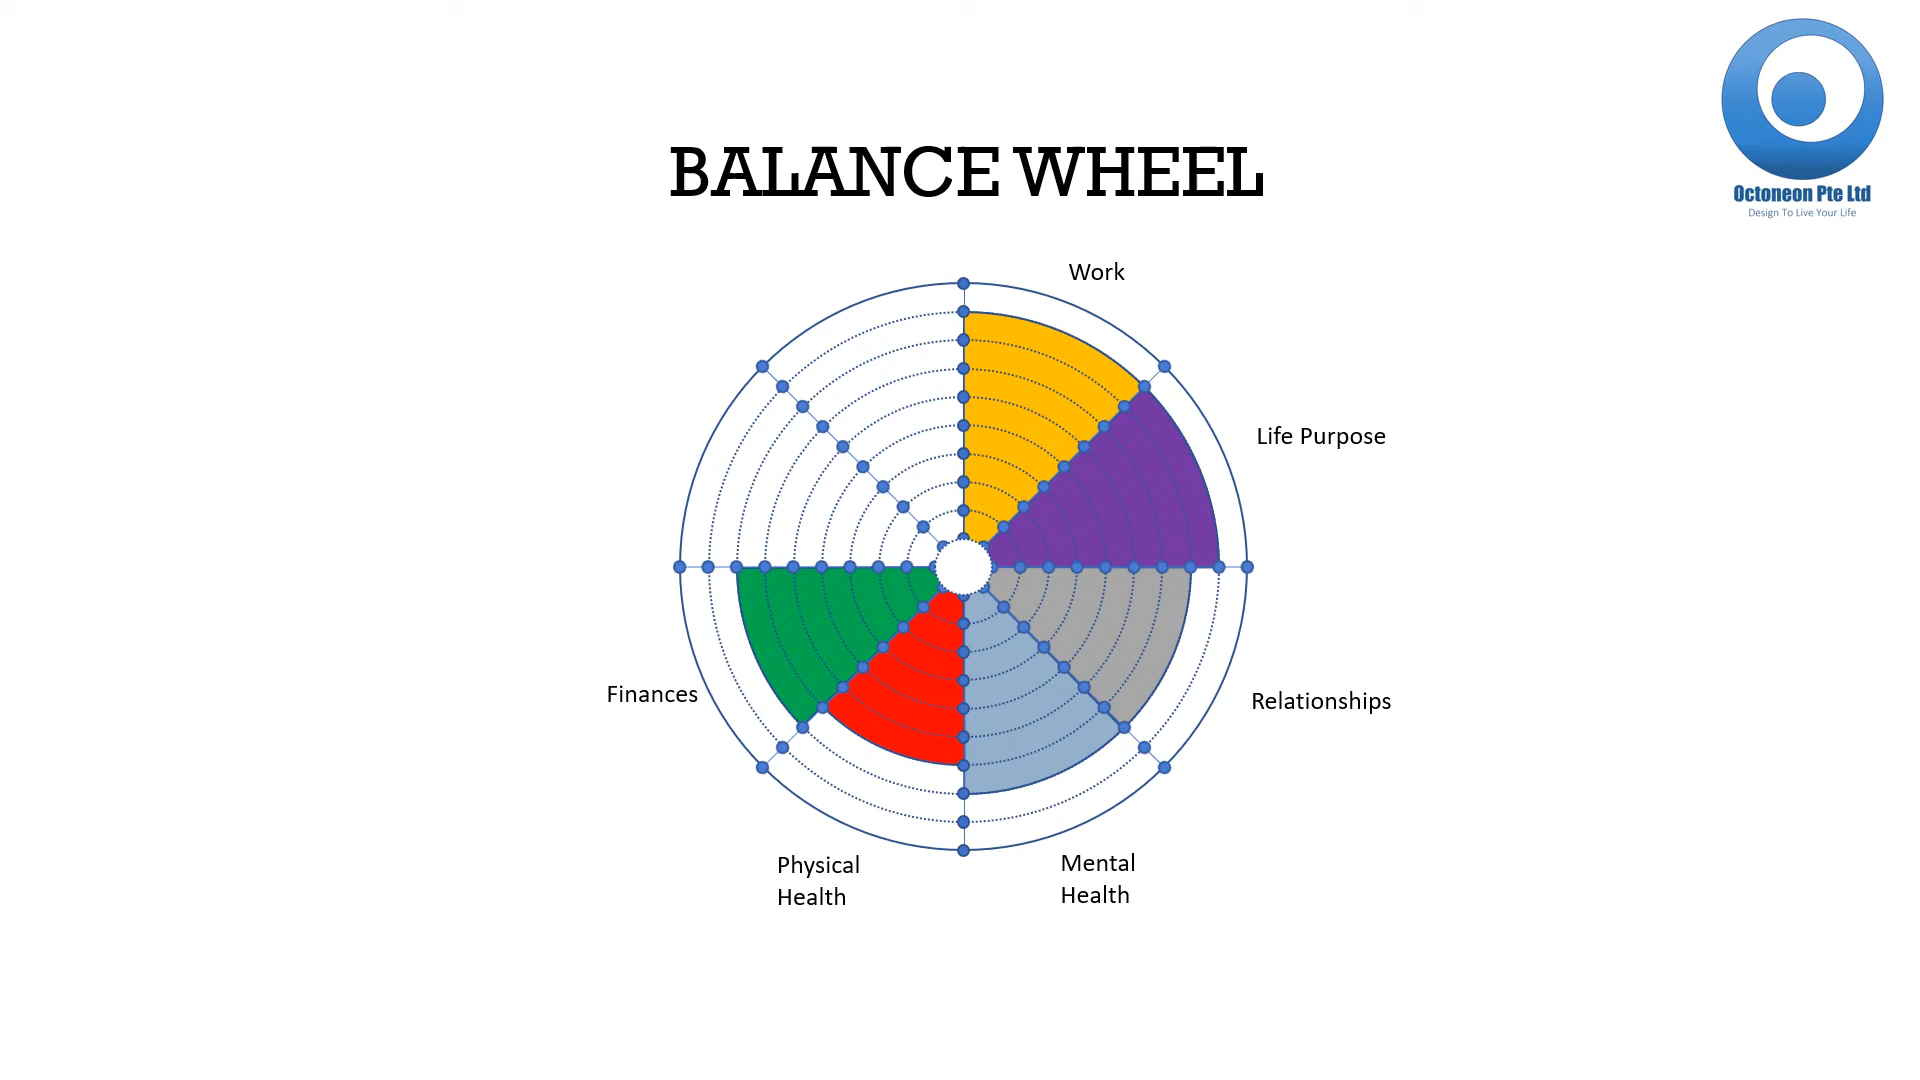 Octoneon Pte Ltd
Design To Live Your Life
BALANCE WHEEL
Work
Life Purpose
Finances
Relationships
Physical
Health
Mental
Health